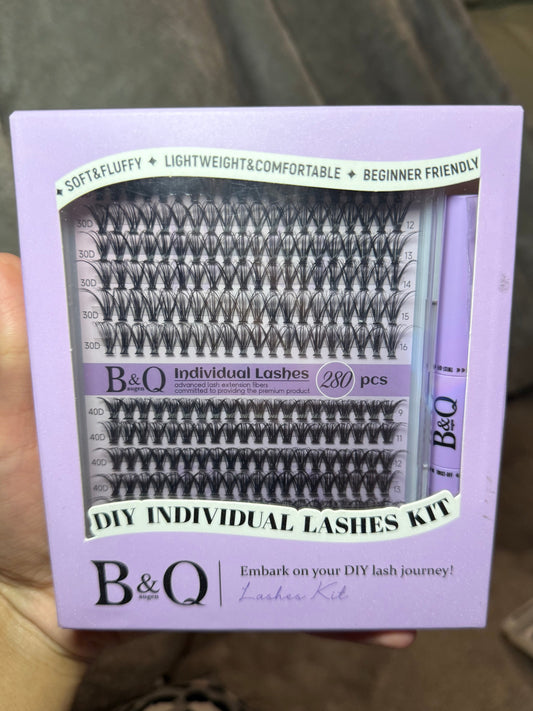 ✦ SOFT&FLUFFY ✦ LIGHTWEIGHT&COMFORTABLE ✦ BEGINNER FRIENDLY
30D 12
30D 13
30D 14
30D 15
30D 16
B&Q augen Individual Lashes 280 pcs
advanced lash extension fibers
committed to providing the premium product
40D 9
40D 11
40D 12
40D 13
B&Q
DIY INDIVIDUAL LASHES KIT
B&Q augen
Embark on your DIY lash journey!
Lashes Kit